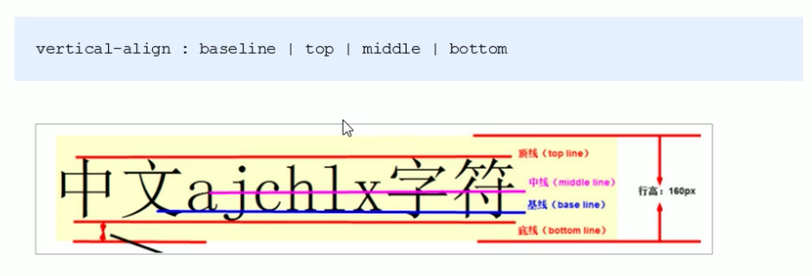 vertical-align : baseline | top | middle | bottom
中文ajchlx字符
顶线（top line）
中线（middle line）
基线（base line）
底线（bottom line）
行高：160px